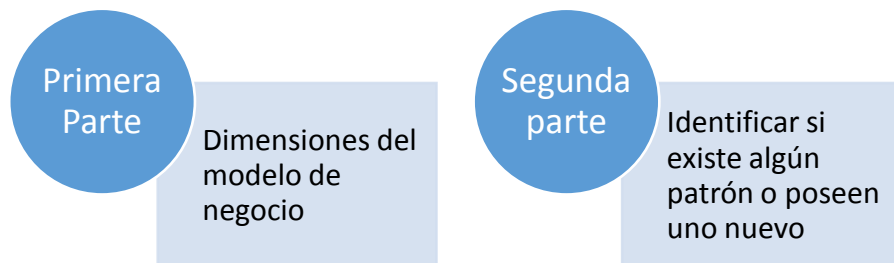 Primera
Parte
Dimensiones del
modelo de
negocio
Segunda
parte
Identificar si
existe algún
patrón o poseen
uno nuevo